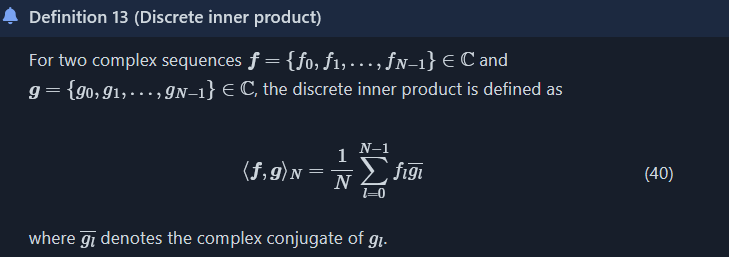 Definition 13 (Discrete inner product)
For two complex sequences f = {f₀, f₁, . . . , f_{N−1}} ∈ ℂ and
g = {g₀, g₁, . . . , g_{N−1}} ∈ ℂ, the discrete inner product is defined as
⟨f, g⟩_N = \frac{1}{N} \sum_{l=0}^{N−1} f_l \overline{g_l} (40)
where \overline{g_l} denotes the complex conjugate of g_l.